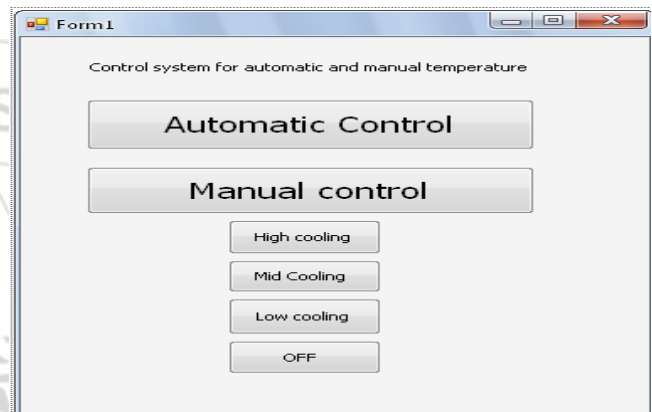 Form1
Control system for automatic and manual temperature
Automatic Control
Manual control
High cooling
Mid Cooling
Low cooling
OFF